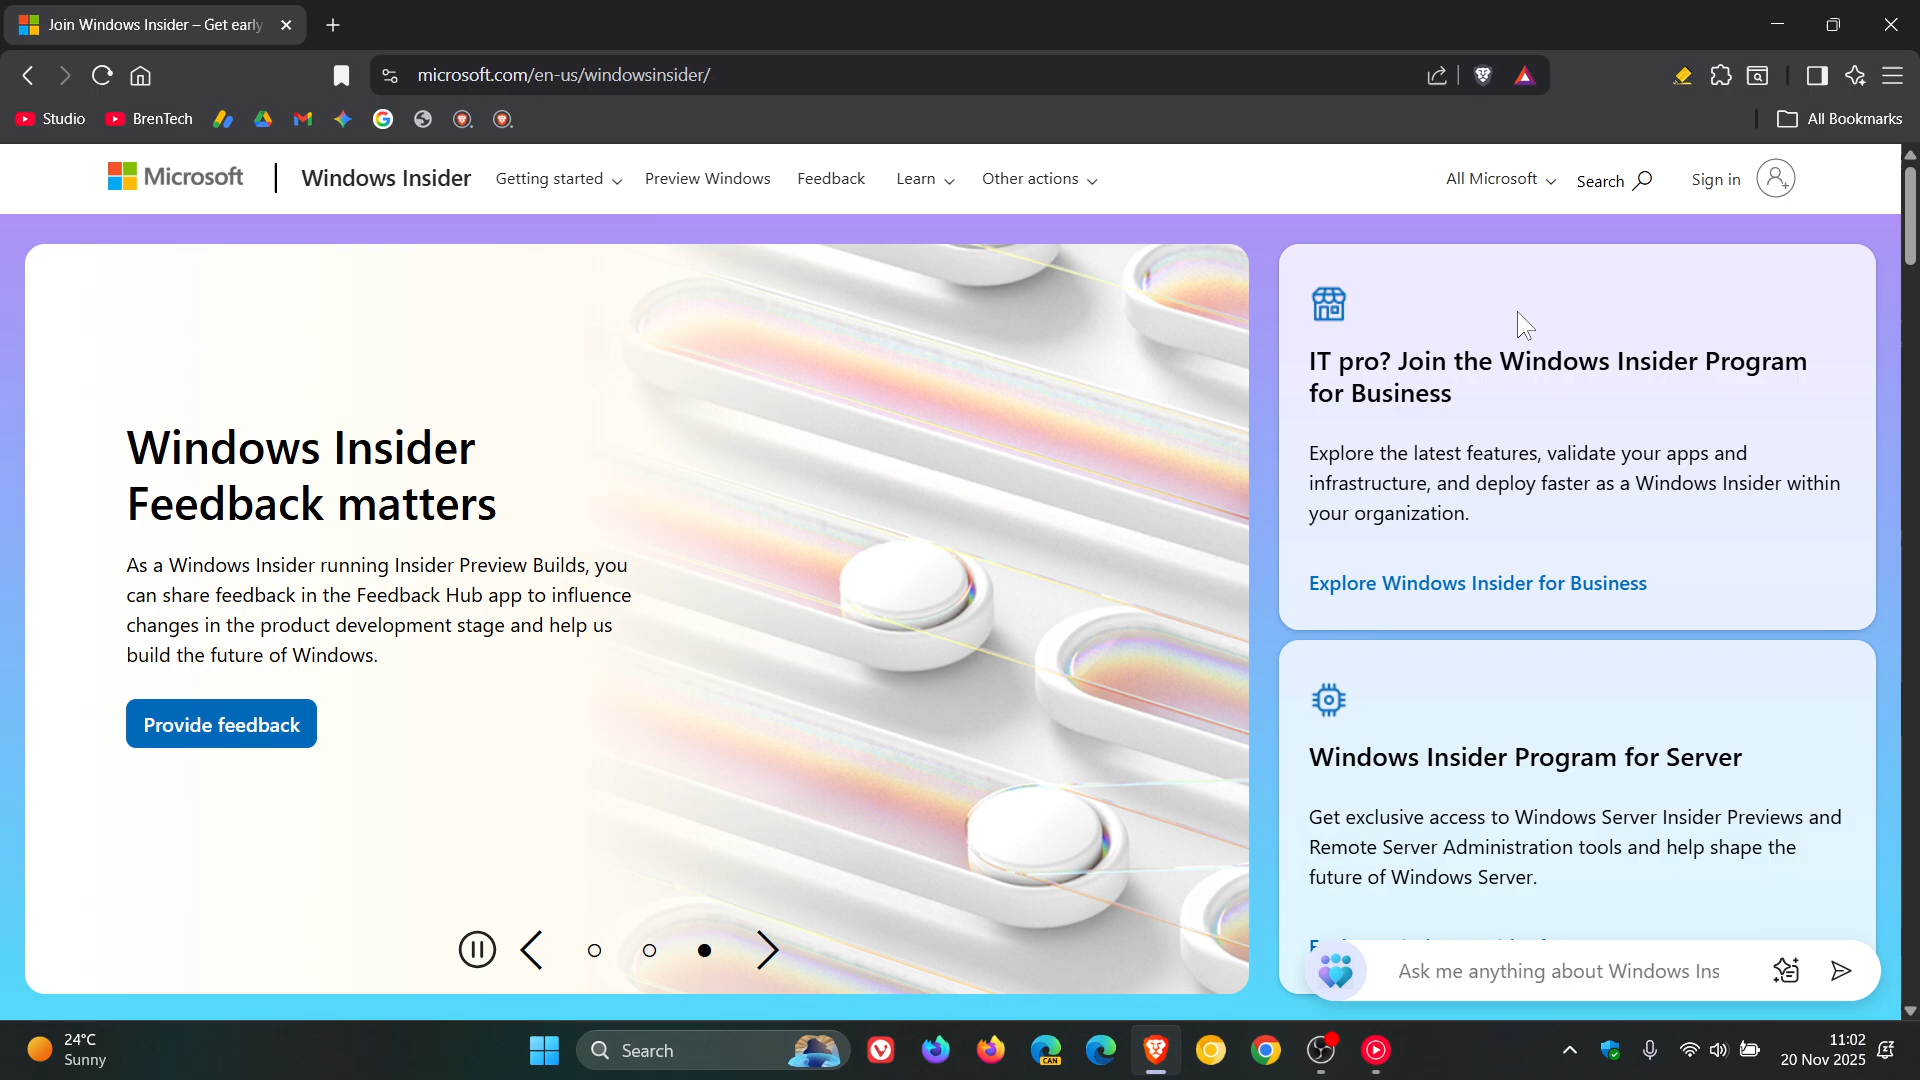 Join Windows Insider – Get early
microsoft.com/en-us/windowsinsider/
Studio
BrenTech
All Bookmarks
Microsoft
Windows Insider
Getting started
Preview Windows
Feedback
Learn
Other actions
All Microsoft
Search
Sign in
Windows Insider
Feedback matters
As a Windows Insider running Insider Preview Builds, you
can share feedback in the Feedback Hub app to influence
changes in the product development stage and help us
build the future of Windows.
Provide feedback
IT pro? Join the Windows Insider Program
for Business
Explore the latest features, validate your apps and
infrastructure, and deploy faster as a Windows Insider within
your organization.
Explore Windows Insider for Business
Windows Insider Program for Server
Get exclusive access to Windows Server Insider Previews and
Remote Server Administration tools and help shape the
future of Windows Server.
Ask me anything about Windows Ins
24°C
Sunny
Search
CAN
11:02
20 Nov 2025